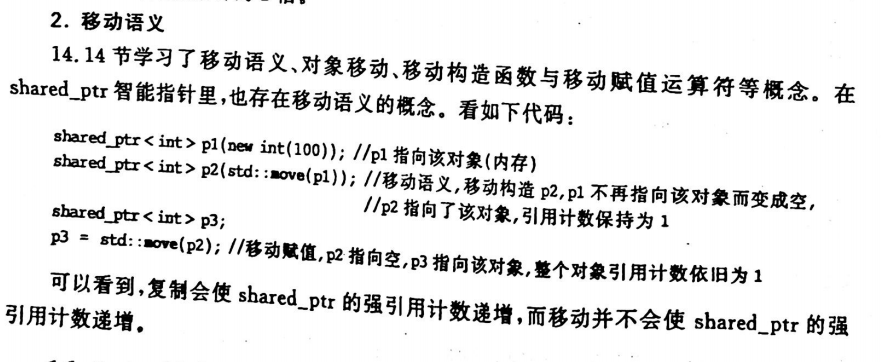 2. 移动语义
14.14 节学习了移动语义、对象移动、移动构造函数与移动赋值运算符等概念。在
shared_ptr 智能指针里,也存在移动语义的概念。看如下代码:
shared_ptr<int> p1(new int(100)); //p1 指向该对象(内存)
shared_ptr<int> p2(std::move(p1)); //移动语义,移动构造 p2,p1 不再指向该对象而变成空,
//p2 指向了该对象,引用计数保持为 1
shared_ptr<int> p3;
p3 = std::move(p2); //移动赋值,p2 指向空,p3 指向该对象,整个对象引用计数依旧为 1
可以看到,复制会使 shared_ptr 的强引用计数递增,而移动并不会使 shared_ptr 的强
引用计数递增。